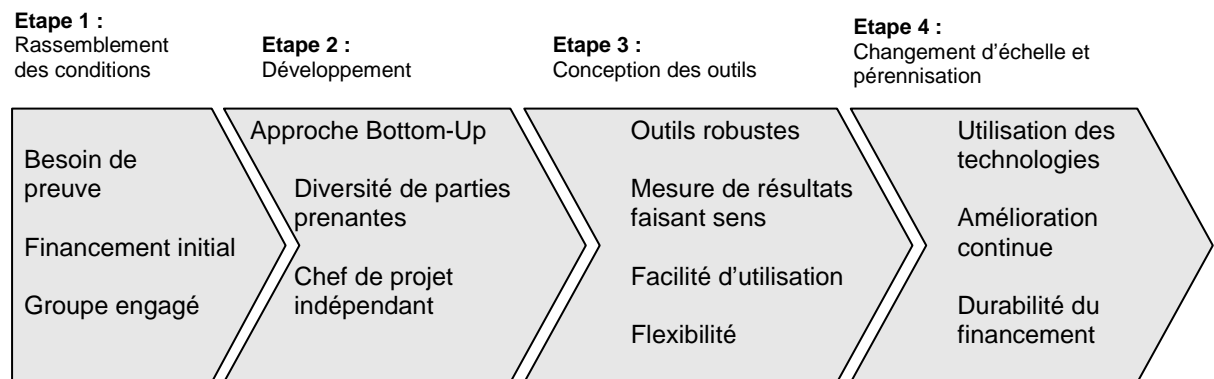 Etape 1 :
Rassemblement
des conditions
Etape 2 :
Développement
Etape 3 :
Conception des outils
Etape 4 :
Changement d'échelle et
pérennisation
Besoin de
preuve
Financement initial
Groupe engagé
Approche Bottom-Up
Diversité de parties
prenantes
Chef de projet
indépendant
Outils robustes
Mesure de résultats
faisant sens
Facilité d'utilisation
Flexibilité
Utilisation des
technologies
Amélioration
continue
Durabilité du
financement